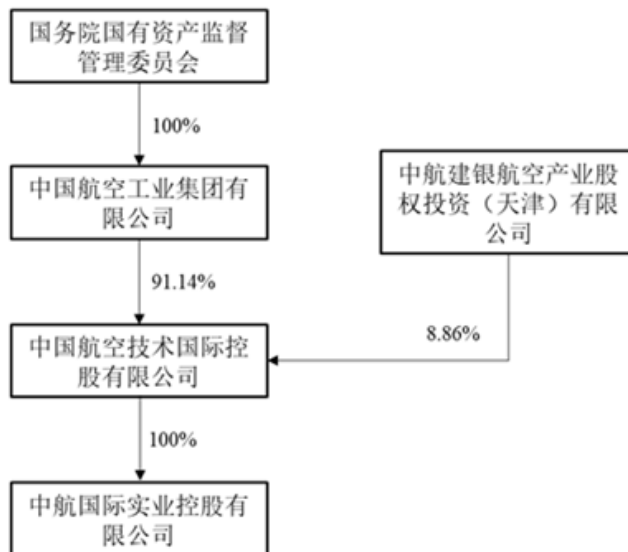 国务院国有资产监督
管理委员会
100%
中国航空工业集团有
限公司
中航建银航空产业股
权投资（天津）有限
公司
91.14%
8.86%
中国航空技术国际控
股有限公司
100%
中航国际实业控股有
限公司